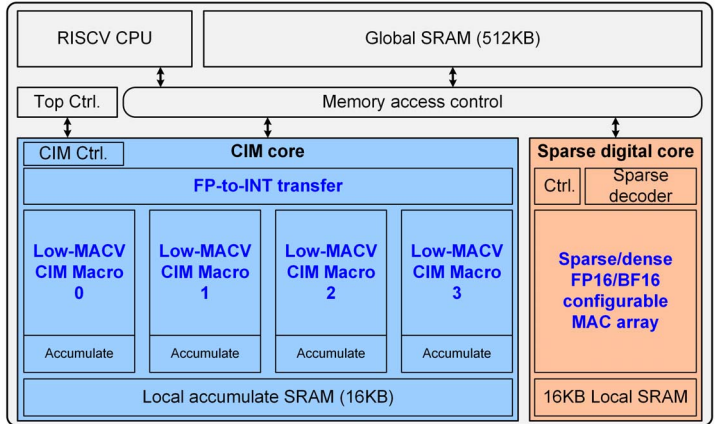 RISCV CPU
Global SRAM (512KB)
Top Ctrl.
Memory access control
CIM Ctrl.
CIM core
Sparse digital core
FP-to-INT transfer
Ctrl.
Sparse
decoder
Low-MACV
CIM Macro
0
Low-MACV
CIM Macro
1
Low-MACV
CIM Macro
2
Low-MACV
CIM Macro
3
Sparse/dense
FP16/BF16
configurable
MAC array
Accumulate
Accumulate
Accumulate
Accumulate
Local accumulate SRAM (16KB)
16KB Local SRAM